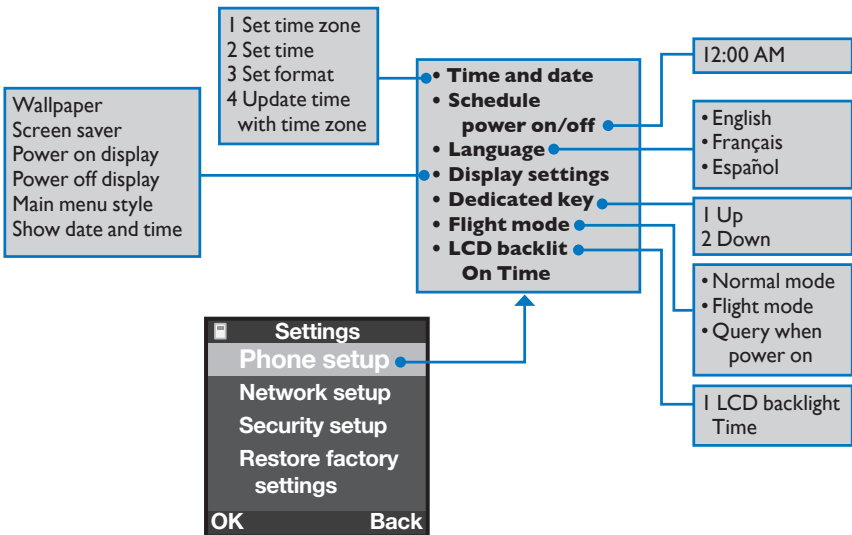 1 Set time zone
2 Set time
3 Set format
4 Update time
with time zone
Wallpaper
Screen saver
Power on display
Power off display
Main menu style
Show date and time
• Time and date
• Schedule
power on/off
• Language
• Display settings
• Dedicated key
• Flight mode
• LCD backlit
On Time
12:00 AM
• English
• Français
• Español
1 Up
2 Down
• Normal mode
• Flight mode
• Query when
power on
1 LCD backlight
Time
Settings
Phone setup
Network setup
Security setup
Restore factory
settings
OK Back